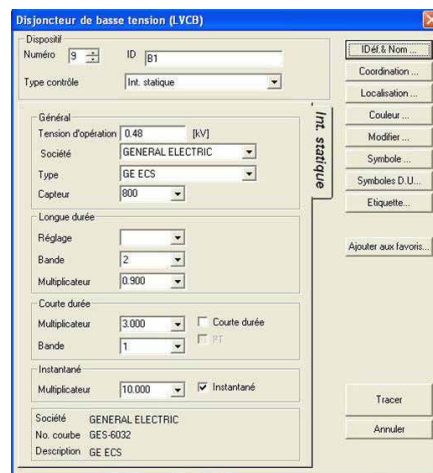 Disjoncteur de basse tension (LVCB)
Dispositif
Numéro 9 ID B1
Type contrôle Int. statique
Int. statique
Général
Tension d'opération 0.48 [kV]
Société GENERAL ELECTRIC
Type GE ECS
Capteur 800
Longue durée
Réglage
Bande 2
Multiplicateur 0.900
Courte durée
Multiplicateur 3.000 Courte durée
Bande 1 I²T
Instantané
Multiplicateur 10.000 Instantané
Société GENERAL ELECTRIC
No. courbe GES-6032
Description GE ECS
IDéf.& Nom ...
Coordination ...
Localisation ...
Couleur ...
Modifier ...
Symbole ...
Symboles D.U...
Etiquette...
Ajouter aux favoris...
Tracer
Annuler